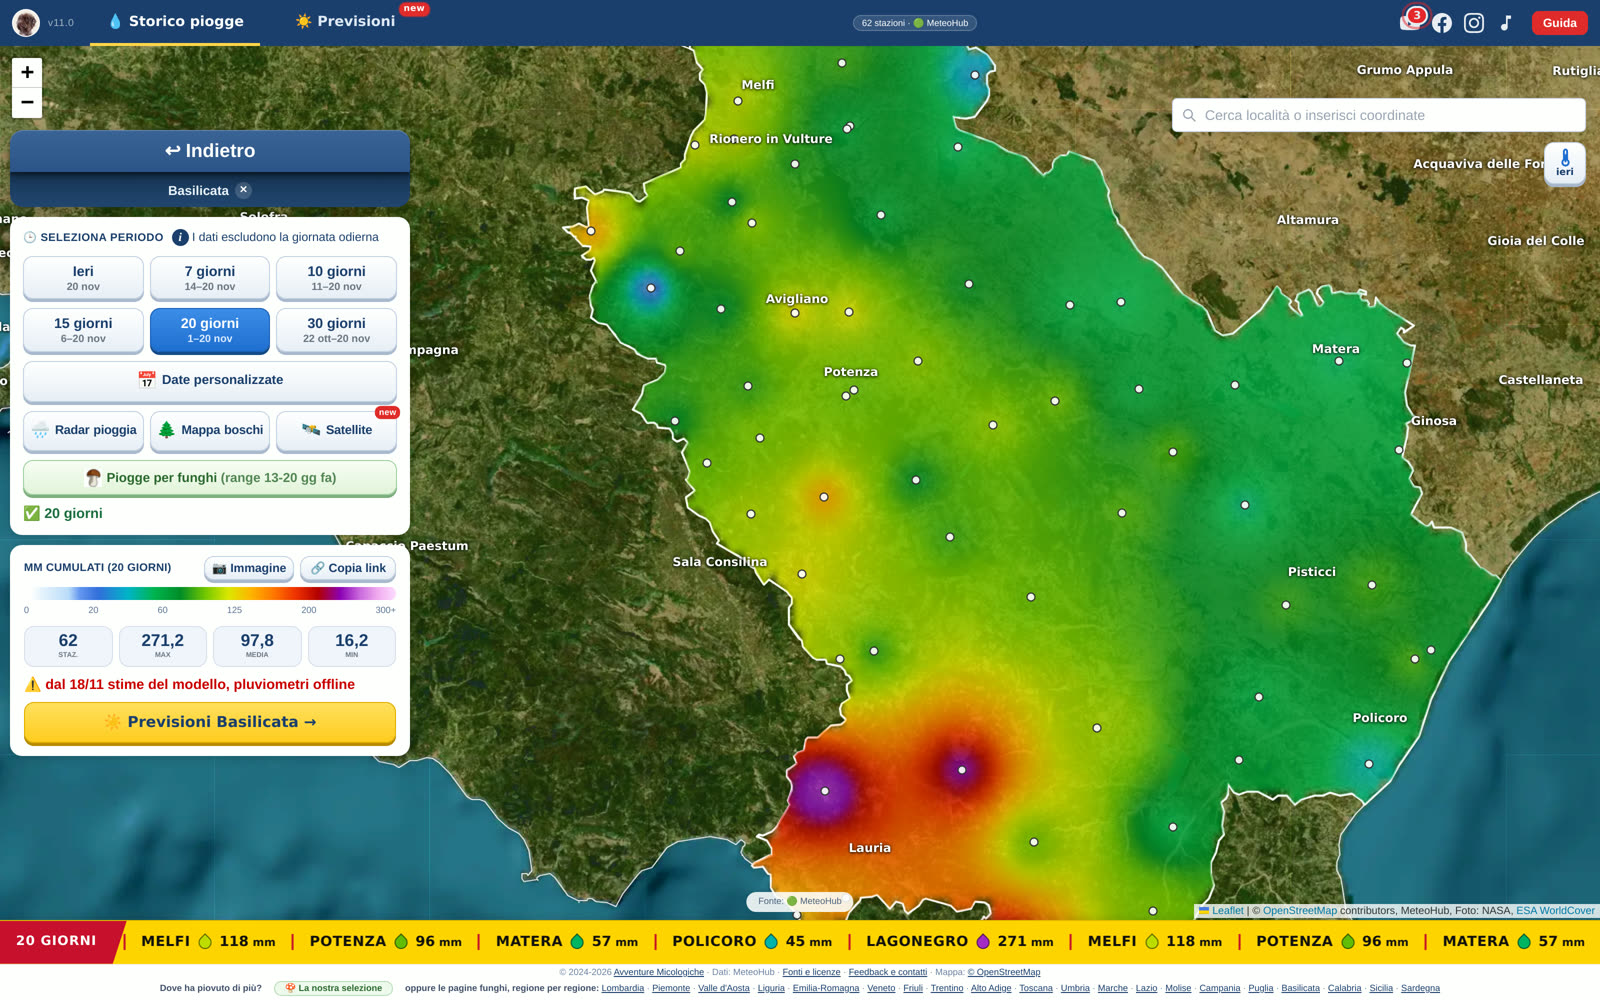 v11.0
Storico piogge
Previsioni
new
62 stazioni · MeteoHub
3
Guida
+
−
Melfi
Grumo Appula
Rionero in Vulture
Cerca località o inserisci coordinate
↩ Indietro
Basilicata ×
ieri
Altamura
Gioia del Colle
SELEZIONA PERIODO i I dati escludono la giornata odierna
Ieri
20 nov
7 giorni
14–20 nov
10 giorni
11–20 nov
15 giorni
6–20 nov
20 giorni
1–20 nov
30 giorni
22 ott–20 nov
Date personalizzate
new
Radar pioggia
Mappa boschi
Satellite
Piogge per funghi (range 13-20 gg fa)
20 giorni
Avigliano
Potenza
Matera
Castellaneta
Ginosa
Paestum
Sala Consilina
Pisticci
Policoro
Lauria
MM CUMULATI (20 GIORNI)
Immagine
Copia link
0 20 60 125 200 300+
62
STAZ.
271,2
MAX
97,8
MEDIA
16,2
MIN
dal 18/11 stime del modello, pluviometri offline
Previsioni Basilicata →
Fonte: MeteoHub
Leaflet | © OpenStreetMap contributors, MeteoHub, Foto: NASA, ESA WorldCover
20 GIORNI | MELFI 118 mm | POTENZA 96 mm | MATERA 57 mm | POLICORO 45 mm | LAGONEGRO 271 mm | MELFI 118 mm | POTENZA 96 mm | MATERA 57 mm
© 2024-2026 Avventure Micologiche · Dati: MeteoHub · Fonti e licenze · Feedback e contatti · Mappa: © OpenStreetMap
Dove ha piovuto di più? La nostra selezione oppure le pagine funghi, regione per regione: Lombardia · Piemonte · Valle d'Aosta · Liguria · Emilia-Romagna · Veneto · Friuli · Trentino · Alto Adige · Toscana · Umbria · Marche · Lazio · Molise · Campania · Puglia · Basilicata · Calabria · Sicilia · Sardegna